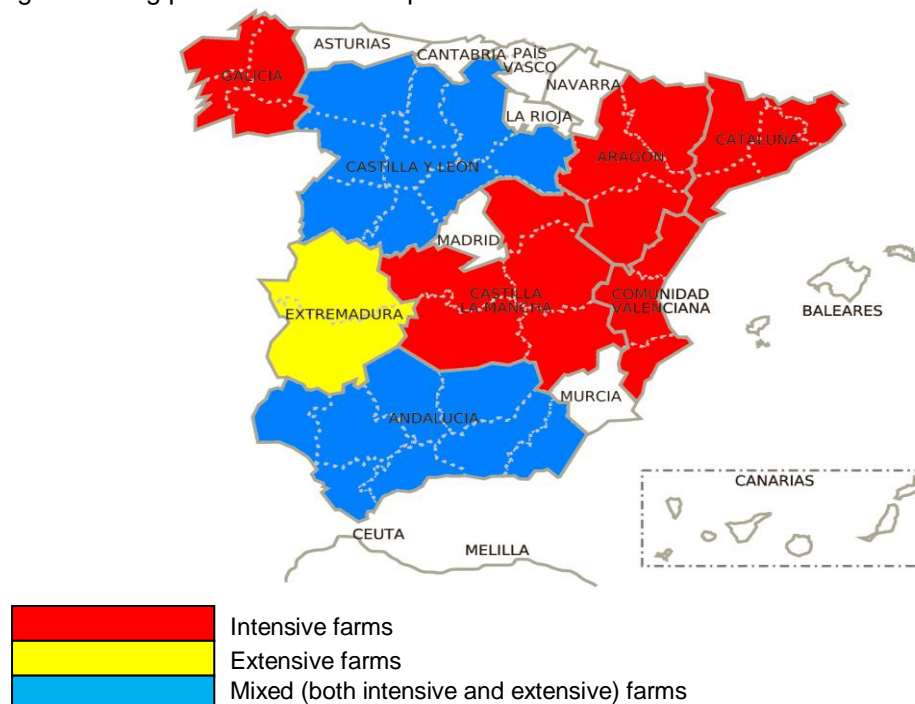 ASTURIAS
CANTABRIA
PAÍS
VASCO
GALICIA
NAVARRA
LA RIOJA
CATALUÑA
ARAGÓN
CASTILLA Y LEÓN
MADRID
CASTILLA
LA MANCHA
COMUNIDAD
VALENCIANA
BALEARES
EXTREMADURA
MURCIA
ANDALUCIA
CANARIAS
CEUTA
MELILLA
Intensive farms
Extensive farms
Mixed (both intensive and extensive) farms